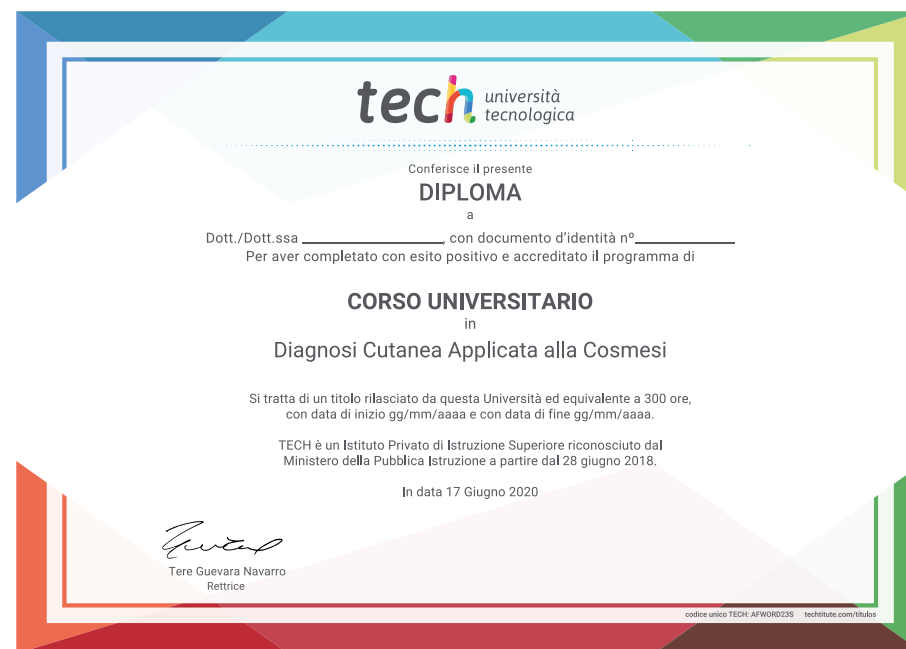 tech università
tecnologica
Conferisce il presente
DIPLOMA
a
Dott./Dott.ssa ____________________, con documento d'identità nº______________
Per aver completato con esito positivo e accreditato il programma di
CORSO UNIVERSITARIO
in
Diagnosi Cutanea Applicata alla Cosmesi
Si tratta di un titolo rilasciato da questa Università ed equivalente a 300 ore,
con data di inizio gg/mm/aaaa e con data di fine gg/mm/aaaa.
TECH è un Istituto Privato di Istruzione Superiore riconosciuto dal
Ministero della Pubblica Istruzione a partire dal 28 giugno 2018.
In data 17 Giugno 2020
Tere Guevara Navarro
Rettrice
codice unico TECH: AFWORD23S techtitute.com/titulos